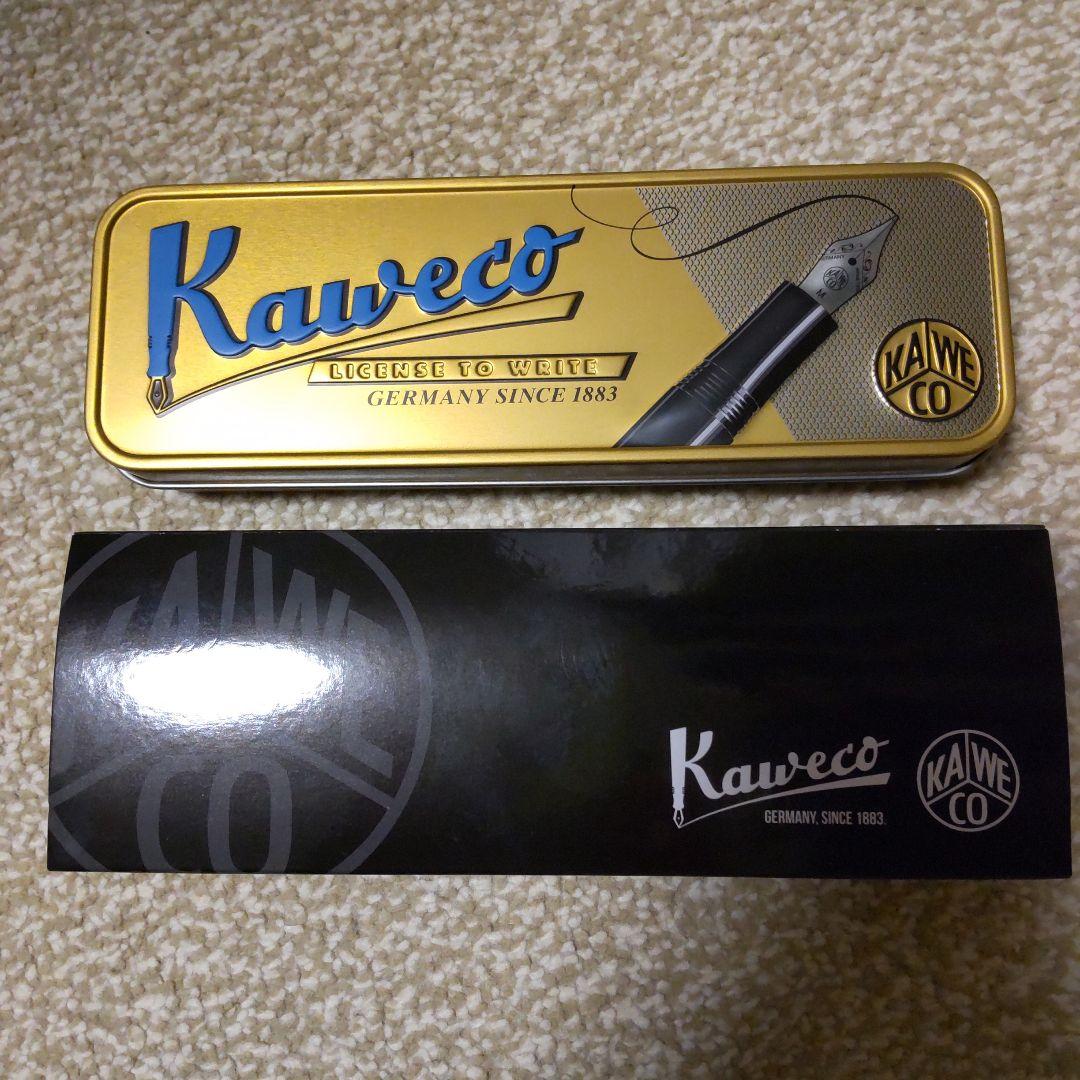 Kaweco
LICENSE TO WRITE
GERMANY SINCE 1883
GERMANY
M
KA WE
CO
KA WE
CO
Kaweco
GERMANY, SINCE 1883.
KA WE
CO